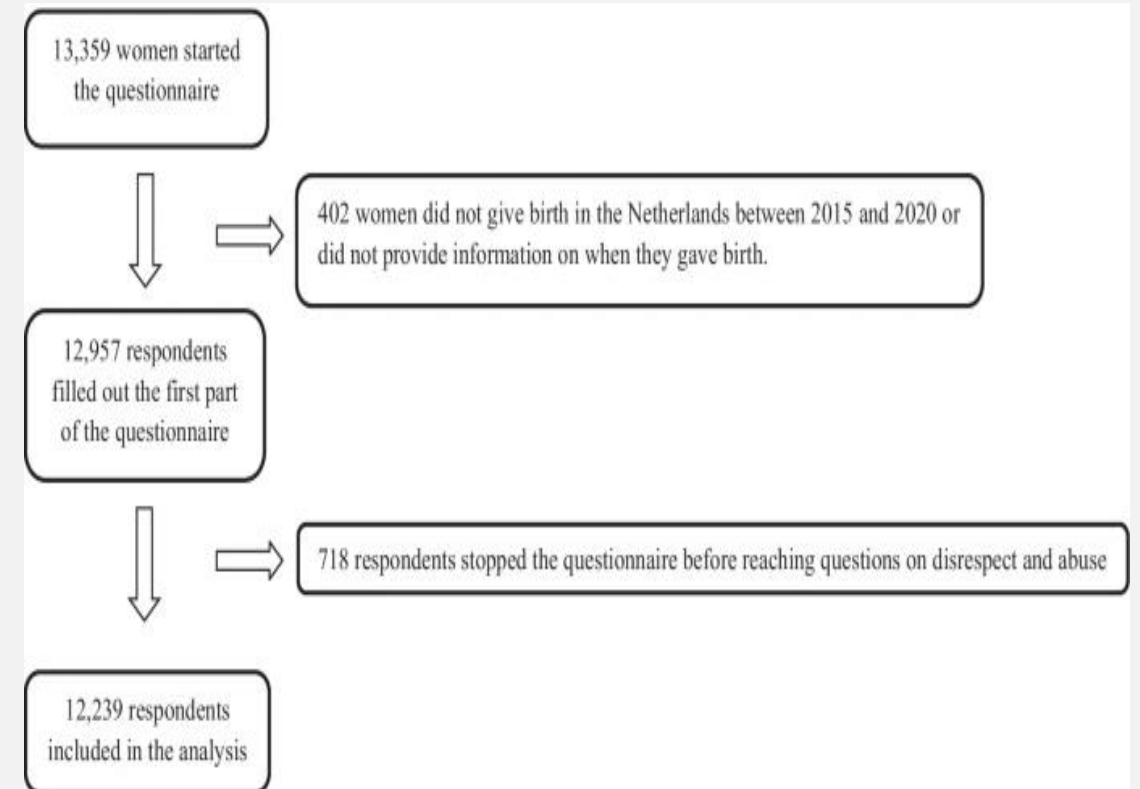 13,359 women started
the questionnaire
402 women did not give birth in the Netherlands between 2015 and 2020 or
did not provide information on when they gave birth.
12,957 respondents
filled out the first part
of the questionnaire
718 respondents stopped the questionnaire before reaching questions on disrespect and abuse
12,239 respondents
included in the analysis